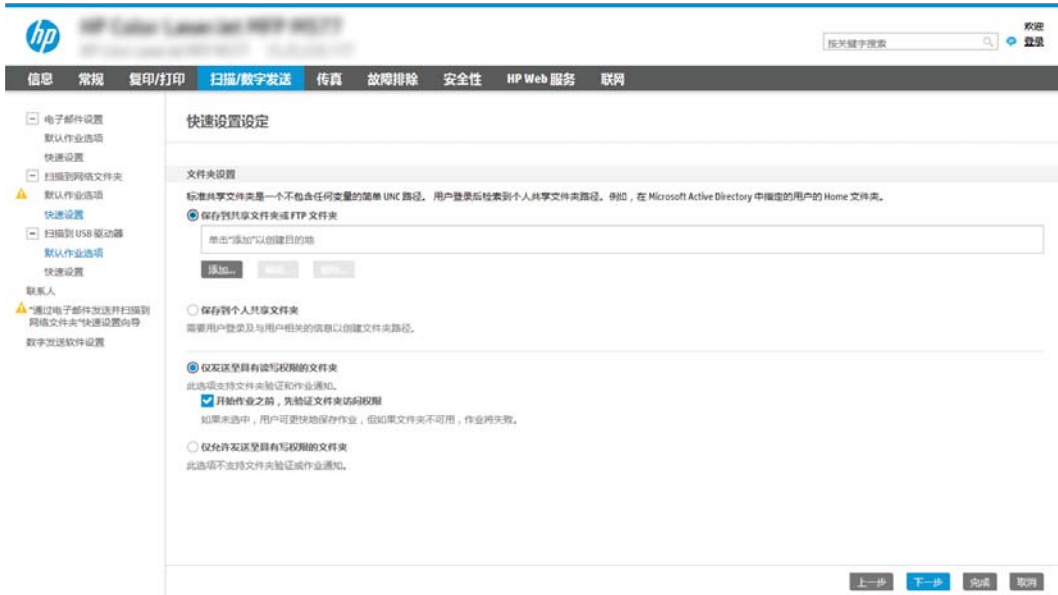 hp
欢迎
按关键字搜索
登录
信息 常规 复印/打印 扫描/数字发送 传真 故障排除 安全性 HP Web 服务 联网
电子邮件设置
默认作业选项
快速设置
扫描到网络文件夹
默认作业选项
快速设置
扫描到 USB 驱动器
默认作业选项
快速设置
联系人
"通过电子邮件发送并扫描到
网络文件夹"快速设置向导
数字发送软件设置
快速设置设定
文件夹设置
标准共享文件夹是一个不包含任何变量的简单 UNC 路径。 用户登录后检索到个人共享文件夹路径。例如，在 Microsoft Active Directory 中指定的用户的 Home 文件夹。
保存到共享文件夹或 FTP 文件夹
单击"添加"以创建目的地
添加...
保存到个人共享文件夹
需要用户登录及与用户相关的信息以创建文件夹路径。
仅发送至具有读写权限的文件夹
此选项支持文件夹验证和作业通知。
开始作业之前，先验证文件夹访问权限
如果未选中，用户可更快地保存作业，但如果文件夹不可用，作业将失败。
仅允许发送至具有写权限的文件夹
此选项不支持文件夹验证或作业通知。
上一步 下一步 完成 取消